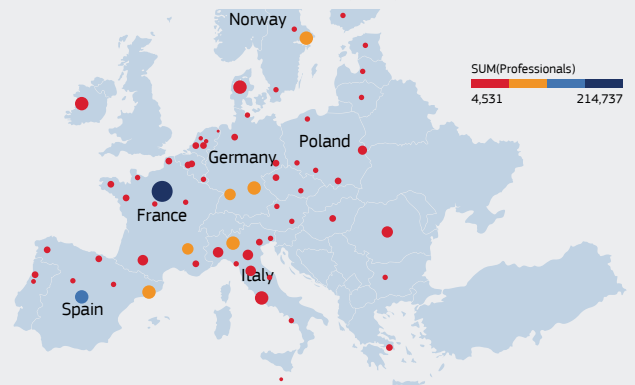 Norway
SUM(Professionals)
4,531 214,737
Poland
Germany
France
Italy
Spain